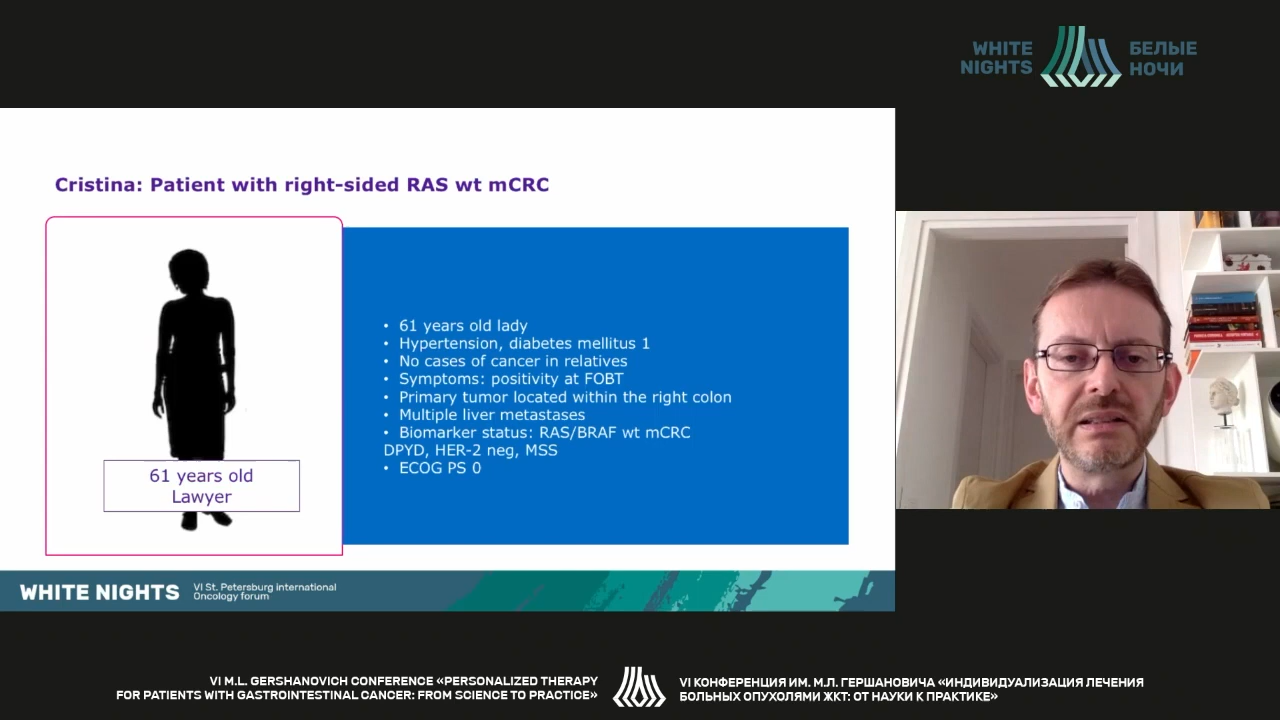 WHITE
NIGHTS
БЕЛЫЕ
НОЧИ
Cristina: Patient with right-sided RAS wt mCRC
61 years old
Lawyer
• 61 years old lady
• Hypertension, diabetes mellitus 1
• No cases of cancer in relatives
• Symptoms: positivity at FOBT
• Primary tumor located within the right colon
• Multiple liver metastases
• Biomarker status: RAS/BRAF wt mCRC
DPYD, HER-2 neg, MSS
• ECOG PS 0
WHITE NIGHTS
VI St. Petersburg international
Oncology forum
VI M.L. GERSHANOVICH CONFERENCE «PERSONALIZED THERAPY
FOR PATIENTS WITH GASTROINTESTINAL CANCER: FROM SCIENCE TO PRACTICE»
VI КОНФЕРЕНЦИЯ ИМ. М.Л. ГЕРШАНОВИЧА «ИНДИВИДУАЛИЗАЦИЯ ЛЕЧЕНИЯ
БОЛЬНЫХ ОПУХОЛЯМИ ЖКТ: ОТ НАУКИ К ПРАКТИКЕ»